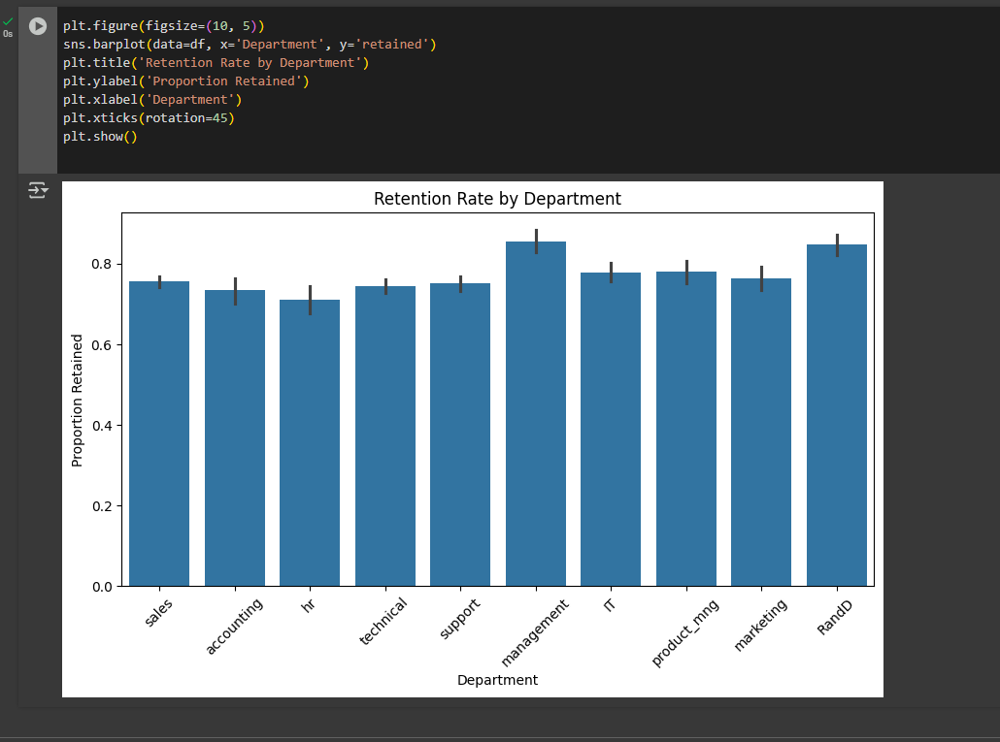 plt.figure(figsize=(10, 5))
0s
sns.barplot(data=df, x='Department', y='retained')
plt.title('Retention Rate by Department')
plt.ylabel('Proportion Retained')
plt.xlabel('Department')
plt.xticks(rotation=45)
plt.show()
Retention Rate by Department
Proportion Retained
0.8
0.6
0.4
0.2
0.0
sales
accounting
hr
technical
support
management
IT
product_mng
marketing
RandD
Department